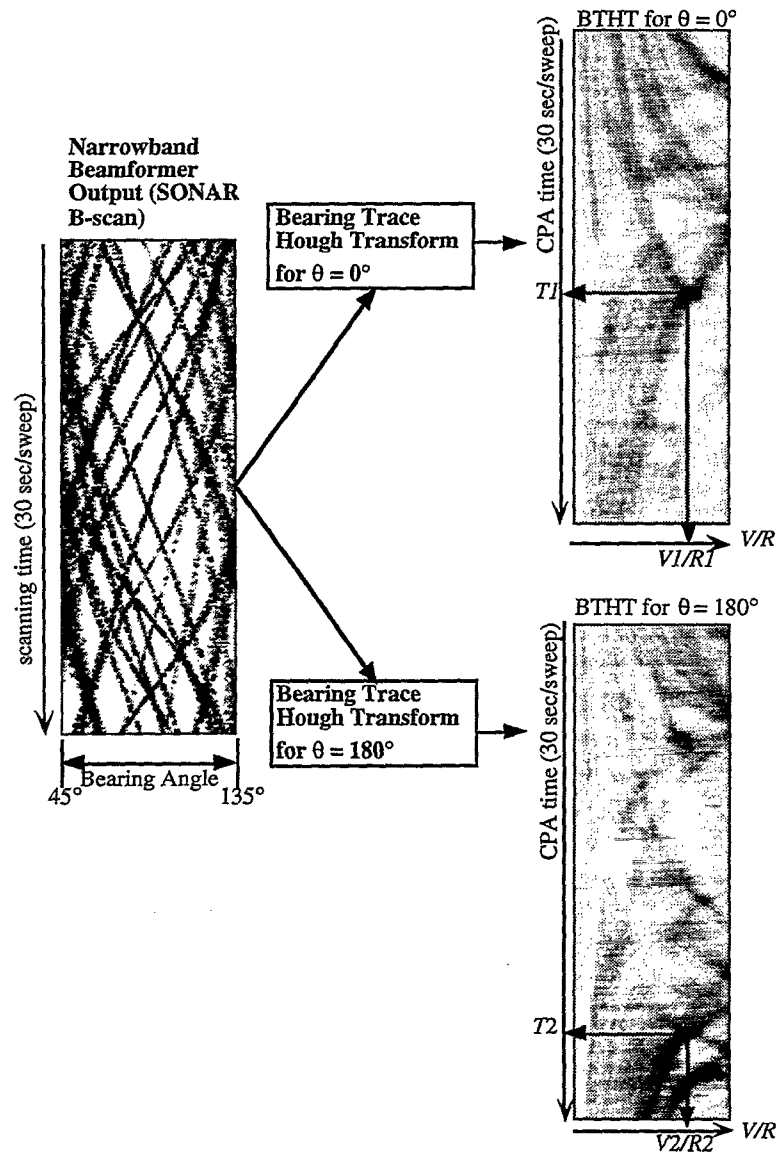 Narrowband
Beamformer
Output (SONAR
B-scan)
scanning time (30 sec/sweep)
Bearing Angle
45°
135°
Bearing Trace
Hough Transform
for θ = 0°
Bearing Trace
Hough Transform
for θ = 180°
BTHT for θ = 0°
CPA time (30 sec/sweep)
T1
V/R
V1/R1
BTHT for θ = 180°
CPA time (30 sec/sweep)
T2
V/R
V2/R2